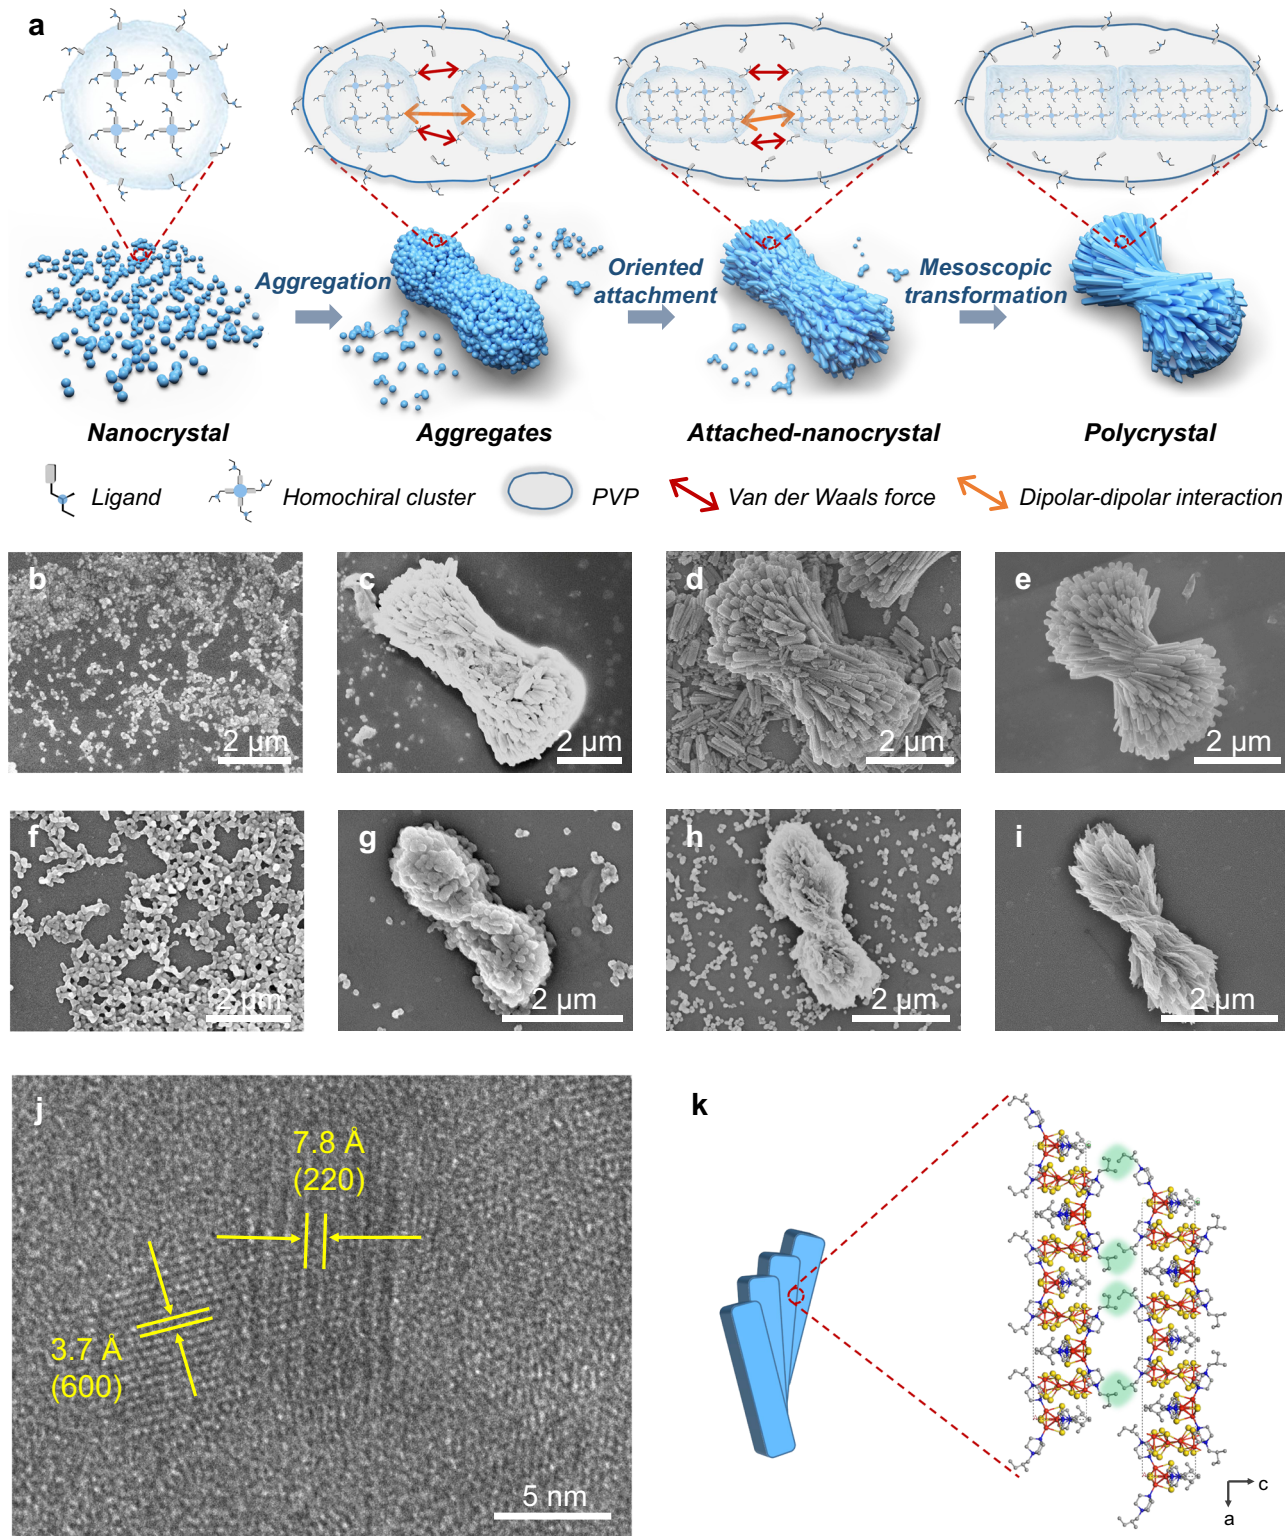 a
Aggregation
Oriented
attachment
Mesoscopic
transformation
Nanocrystal
Aggregates
Attached-nanocrystal
Polycrystal
Ligand
Homochiral cluster
PVP
Van der Waals force
Dipolar-dipolar interaction
b
2 μm
c
2 μm
d
2 μm
e
2 μm
f
2 μm
g
2 μm
h
2 μm
i
2 μm
j
7.8 Å
(220)
3.7 Å
(600)
5 nm
k
c
a